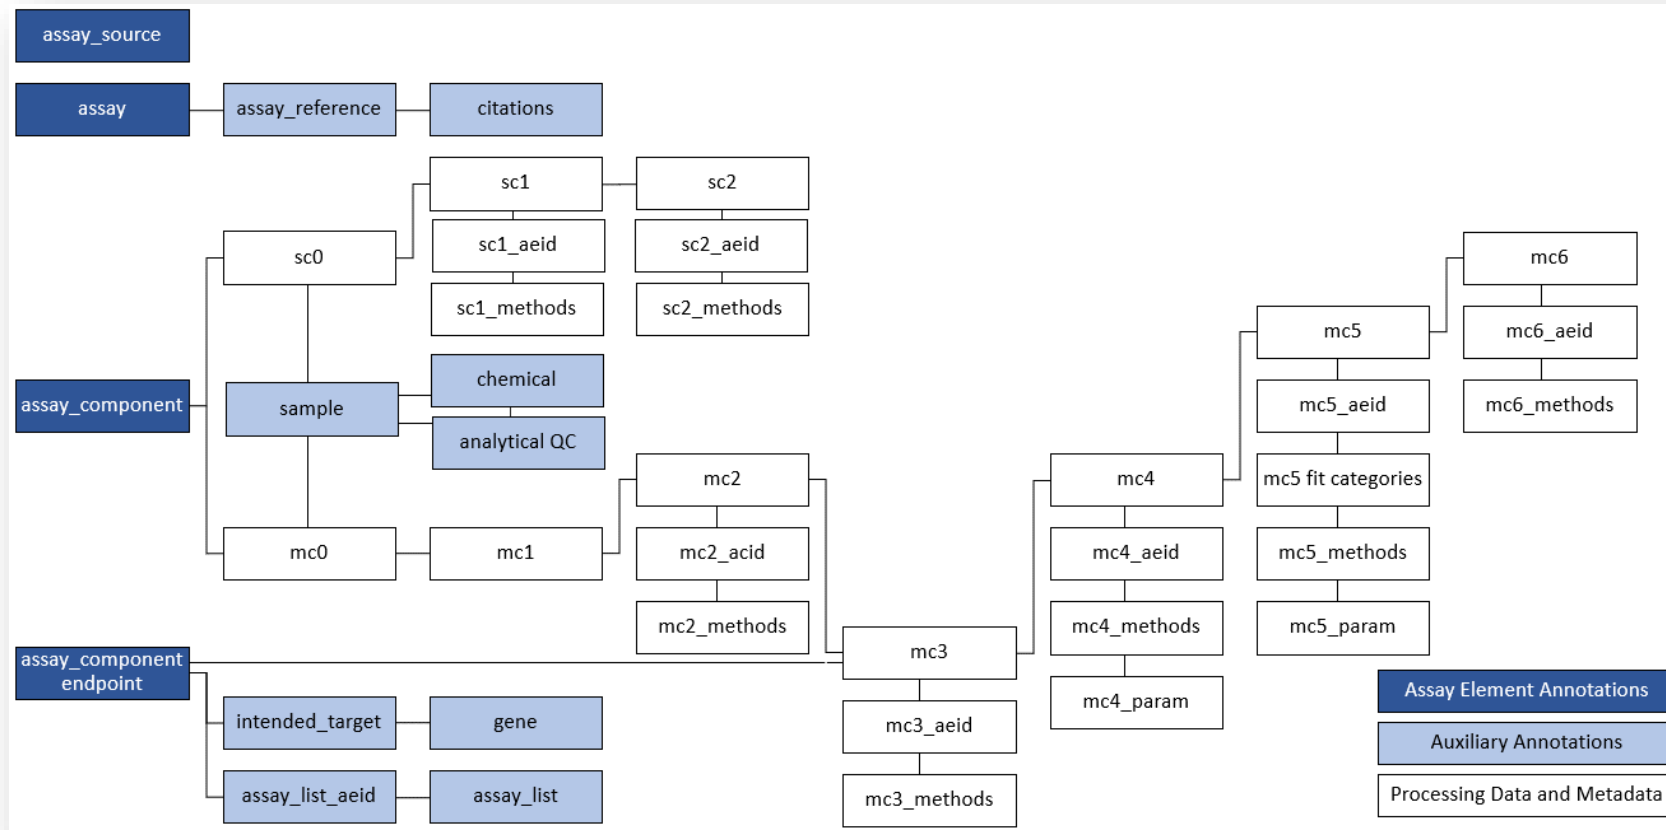 assay_source
assay
assay_reference
citations
sc1
sc2
sc0
sc1_aeid
sc2_aeid
sc1_methods
sc2_methods
mc6
mc5
mc6_aeid
mc6_methods
assay_component
sample
chemical
analytical QC
mc5_aeid
mc2
mc4
mc5 fit categories
mc0
mc1
mc2_acid
mc4_aeid
mc5_methods
mc2_methods
mc4_methods
mc5_param
assay_component
endpoint
mc3
mc4_param
intended_target
gene
mc3_aeid
assay_list_aeid
assay_list
mc3_methods
Assay Element Annotations
Auxiliary Annotations
Processing Data and Metadata